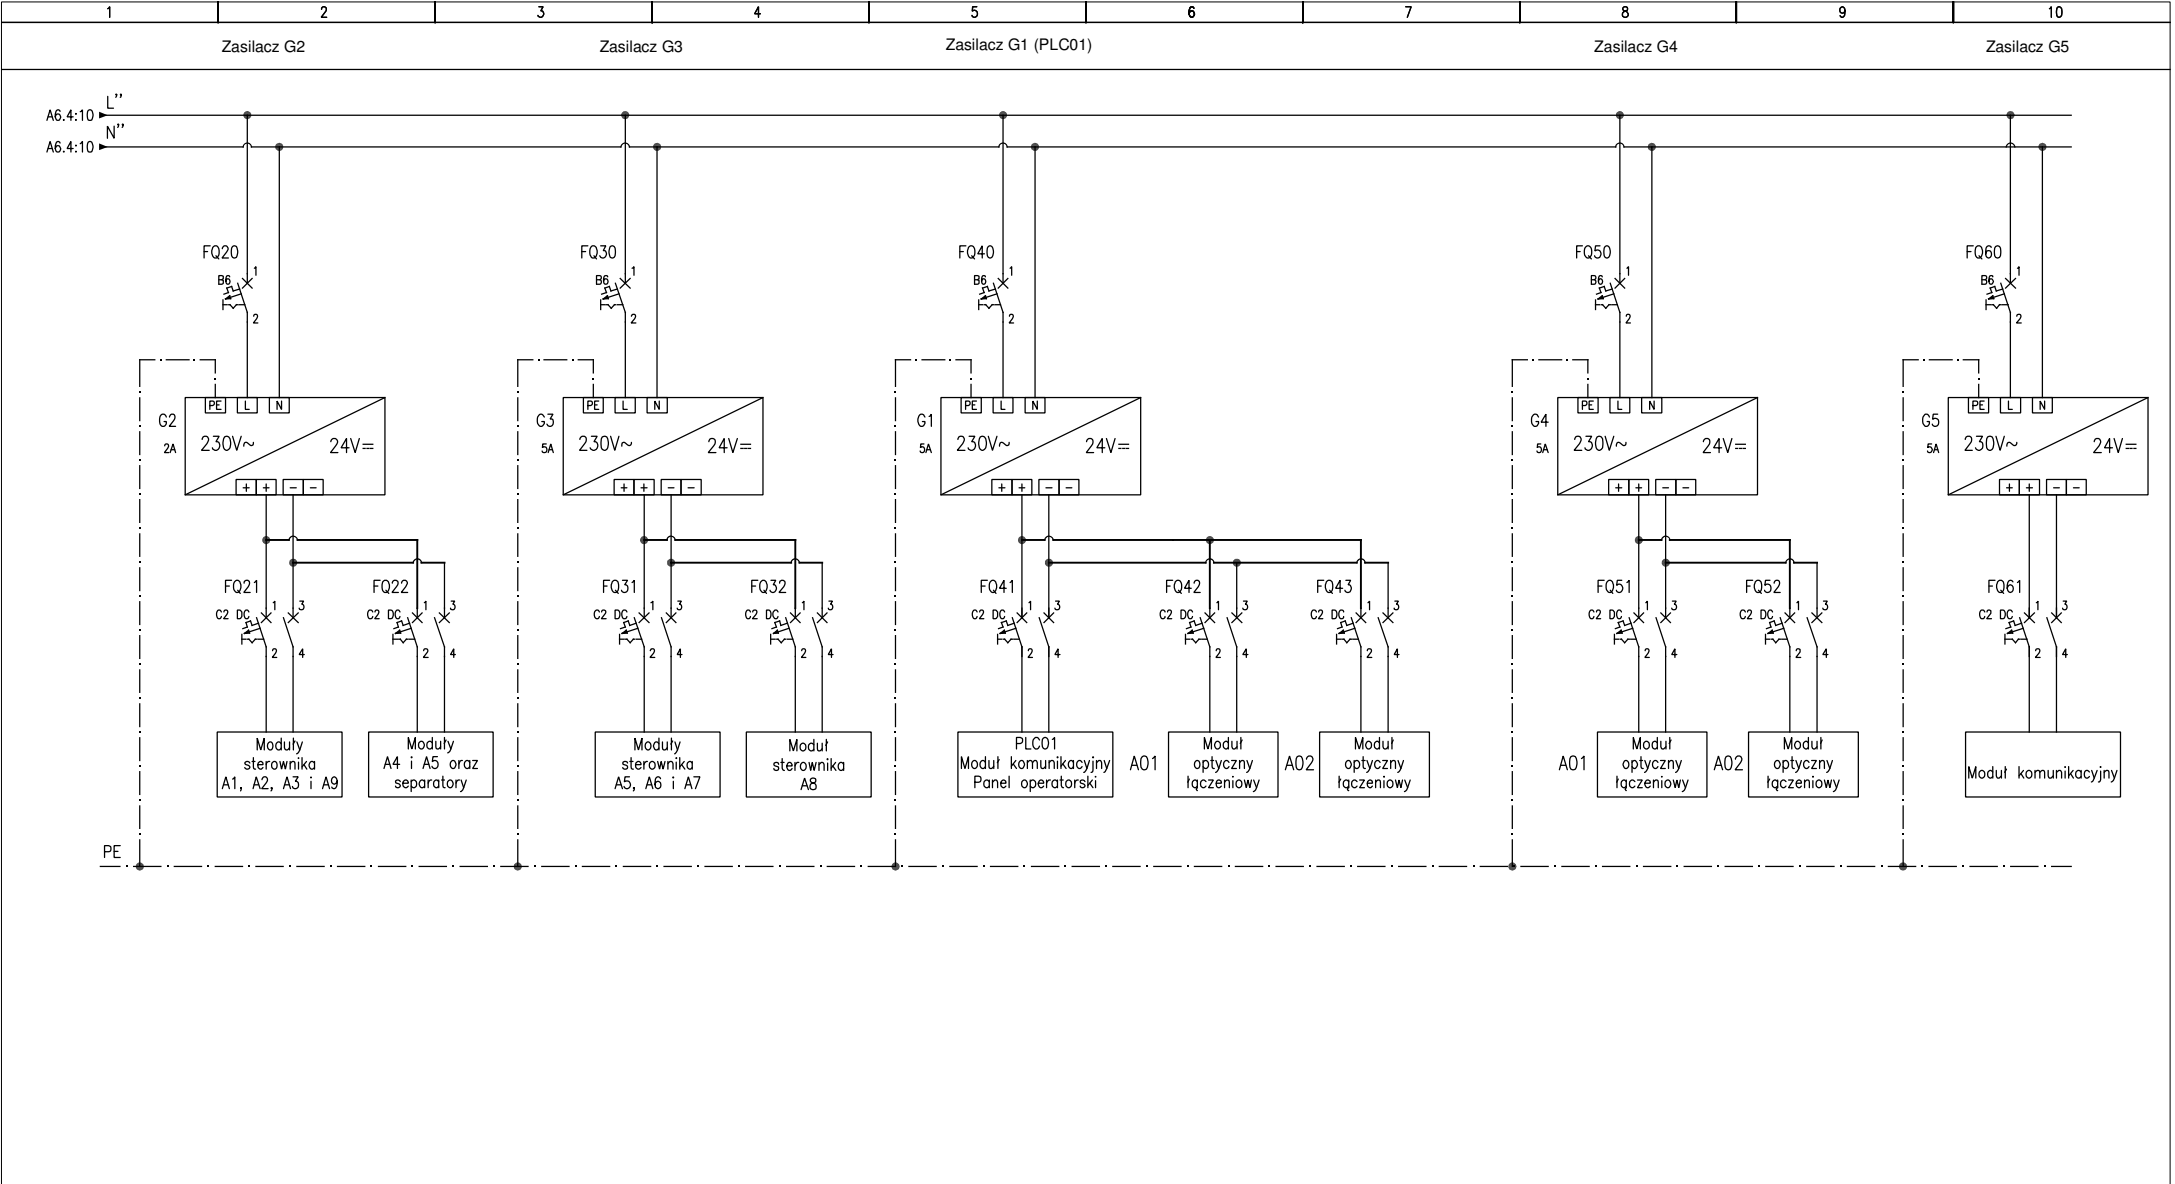 1 2 3 4 5 6 7 8 9 10
Zasilacz G2 Zasilacz G3 Zasilacz G1 (PLC01) Zasilacz G4 Zasilacz G5
L’’
A6.4:10
N’’
A6.4:10
FQ20 FQ30 FQ40 FQ50 FQ60
1 1 1 1 1
B6 B6 B6 B6 B6
2 2 2 2 2
PE L N PE L N PE L N PE L N PE L N
G2 G3 G1 G4 G5
230V~ 24V⎓ 230V~ 24V⎓ 230V~ 24V⎓ 230V~ 24V⎓ 230V~ 24V⎓
2A 5A 5A 5A 5A
+ + − − + + − − + + − − + + − − + + − −
FQ21 FQ22 FQ31 FQ32 FQ41 FQ42 FQ43 FQ51 FQ52 FQ61
1 3 1 3 1 3 1 3 1 3 1 3 1 3 1 3 1 3 1 3
C2 DC C2 DC C2 DC C2 DC C2 DC C2 DC C2 DC C2 DC C2 DC C2 DC
2 4 2 4 2 4 2 4 2 4 2 4 2 4 2 4 2 4 2 4
Moduły
sterownika
A1, A2, A3 i A9
Moduły
A4 i A5 oraz
separatory
Moduły
sterownika
A5, A6 i A7
Moduł
sterownika
A8
PLC01
Moduł komunikacyjny
Panel operatorski
AO1
Moduł
optyczny
łączeniowy
AO2
Moduł
optyczny
łączeniowy
AO1
Moduł
optyczny
łączeniowy
AO2
Moduł
optyczny
łączeniowy
Moduł komunikacyjny
PE